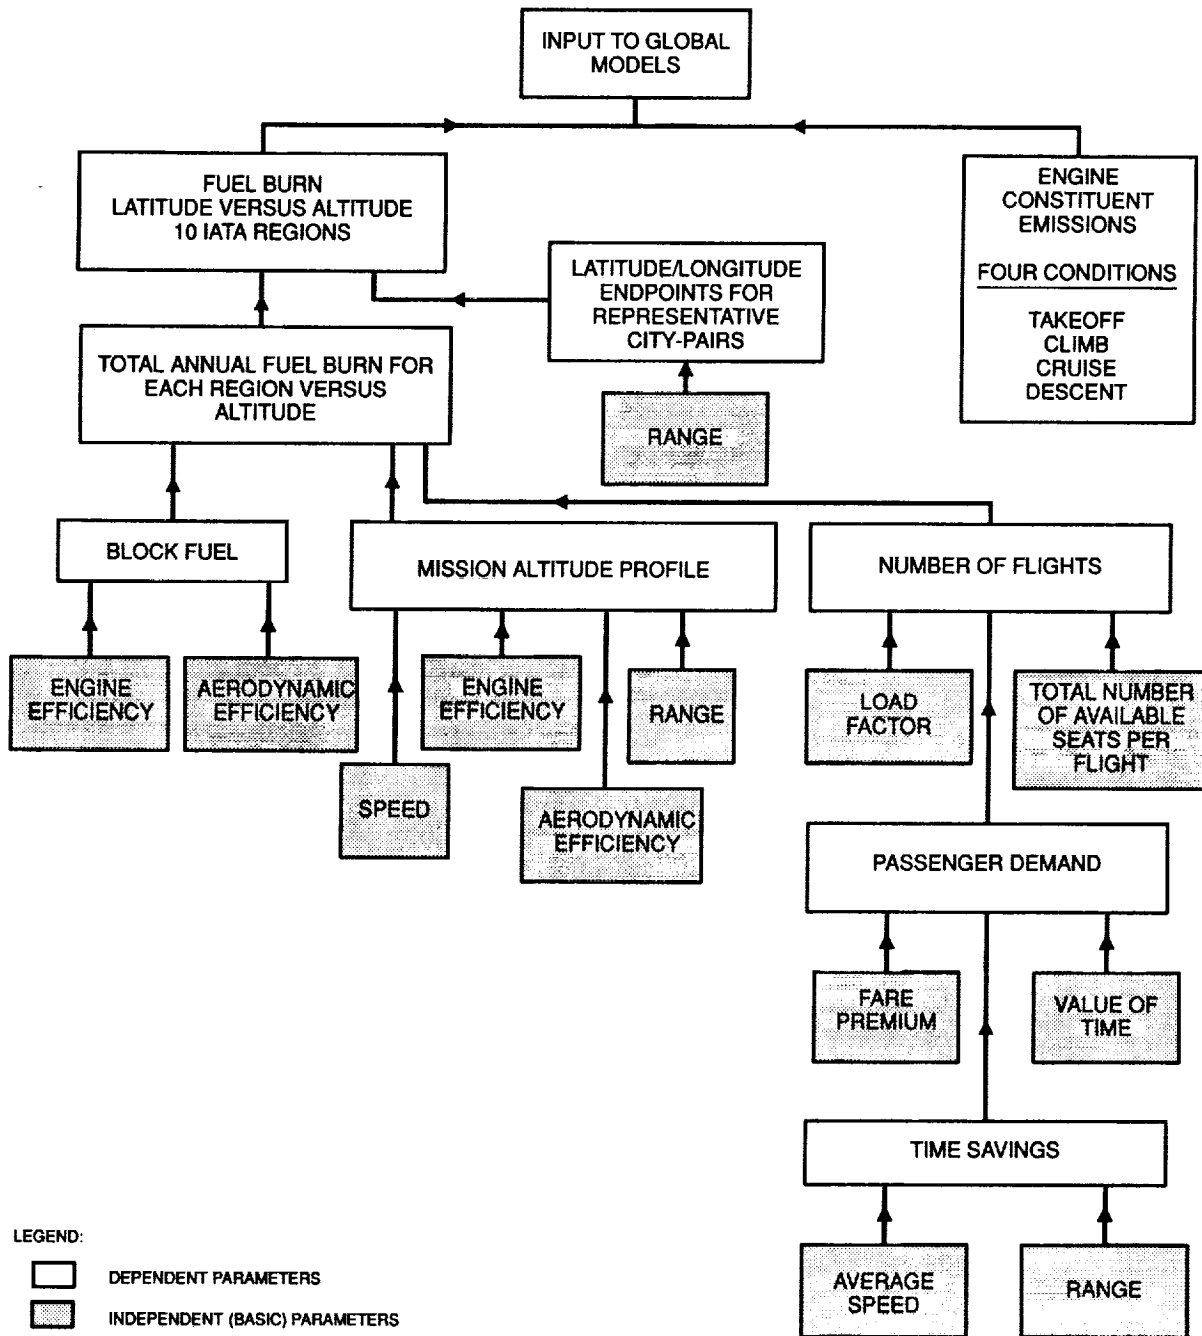 INPUT TO GLOBAL
MODELS
FUEL BURN
LATITUDE VERSUS ALTITUDE
10 IATA REGIONS
ENGINE
CONSTITUENT
EMISSIONS
FOUR CONDITIONS
TAKEOFF
CLIMB
CRUISE
DESCENT
LATITUDE/LONGITUDE
ENDPOINTS FOR
REPRESENTATIVE
CITY-PAIRS
TOTAL ANNUAL FUEL BURN FOR
EACH REGION VERSUS
ALTITUDE
RANGE
BLOCK FUEL
MISSION ALTITUDE PROFILE
NUMBER OF FLIGHTS
ENGINE
EFFICIENCY
AERODYNAMIC
EFFICIENCY
ENGINE
EFFICIENCY
RANGE
LOAD
FACTOR
TOTAL NUMBER
OF AVAILABLE
SEATS PER
FLIGHT
SPEED
AERODYNAMIC
EFFICIENCY
PASSENGER DEMAND
FARE
PREMIUM
VALUE OF
TIME
TIME SAVINGS
AVERAGE
SPEED
RANGE
LEGEND:
DEPENDENT PARAMETERS
INDEPENDENT (BASIC) PARAMETERS